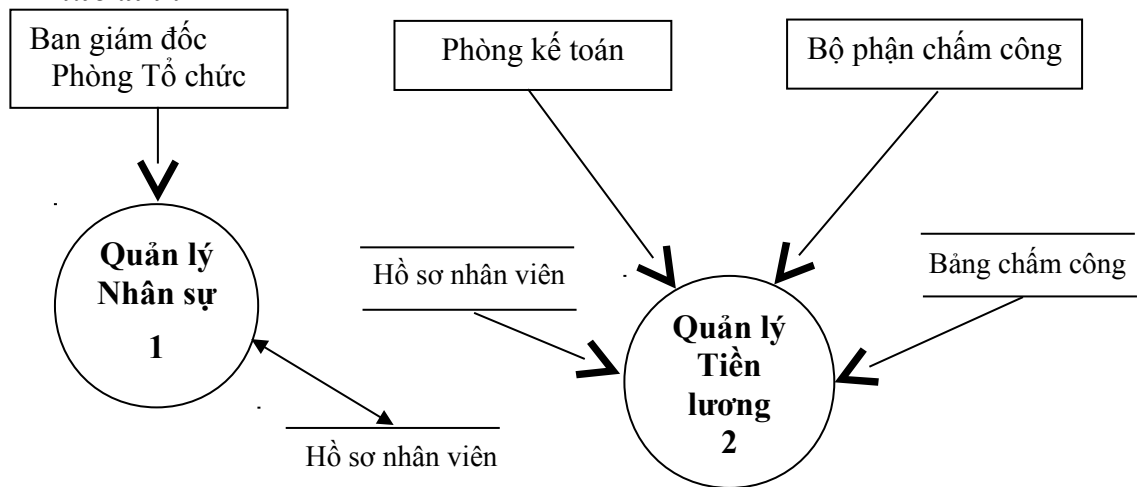 Ban giám đốc
Phòng Tổ chức
Phòng kế toán
Bộ phận chấm công
Quản lý
Nhân sự
1
Hồ sơ nhân viên
Hồ sơ nhân viên
Quản lý
Tiền
lương
2
Bảng chấm công